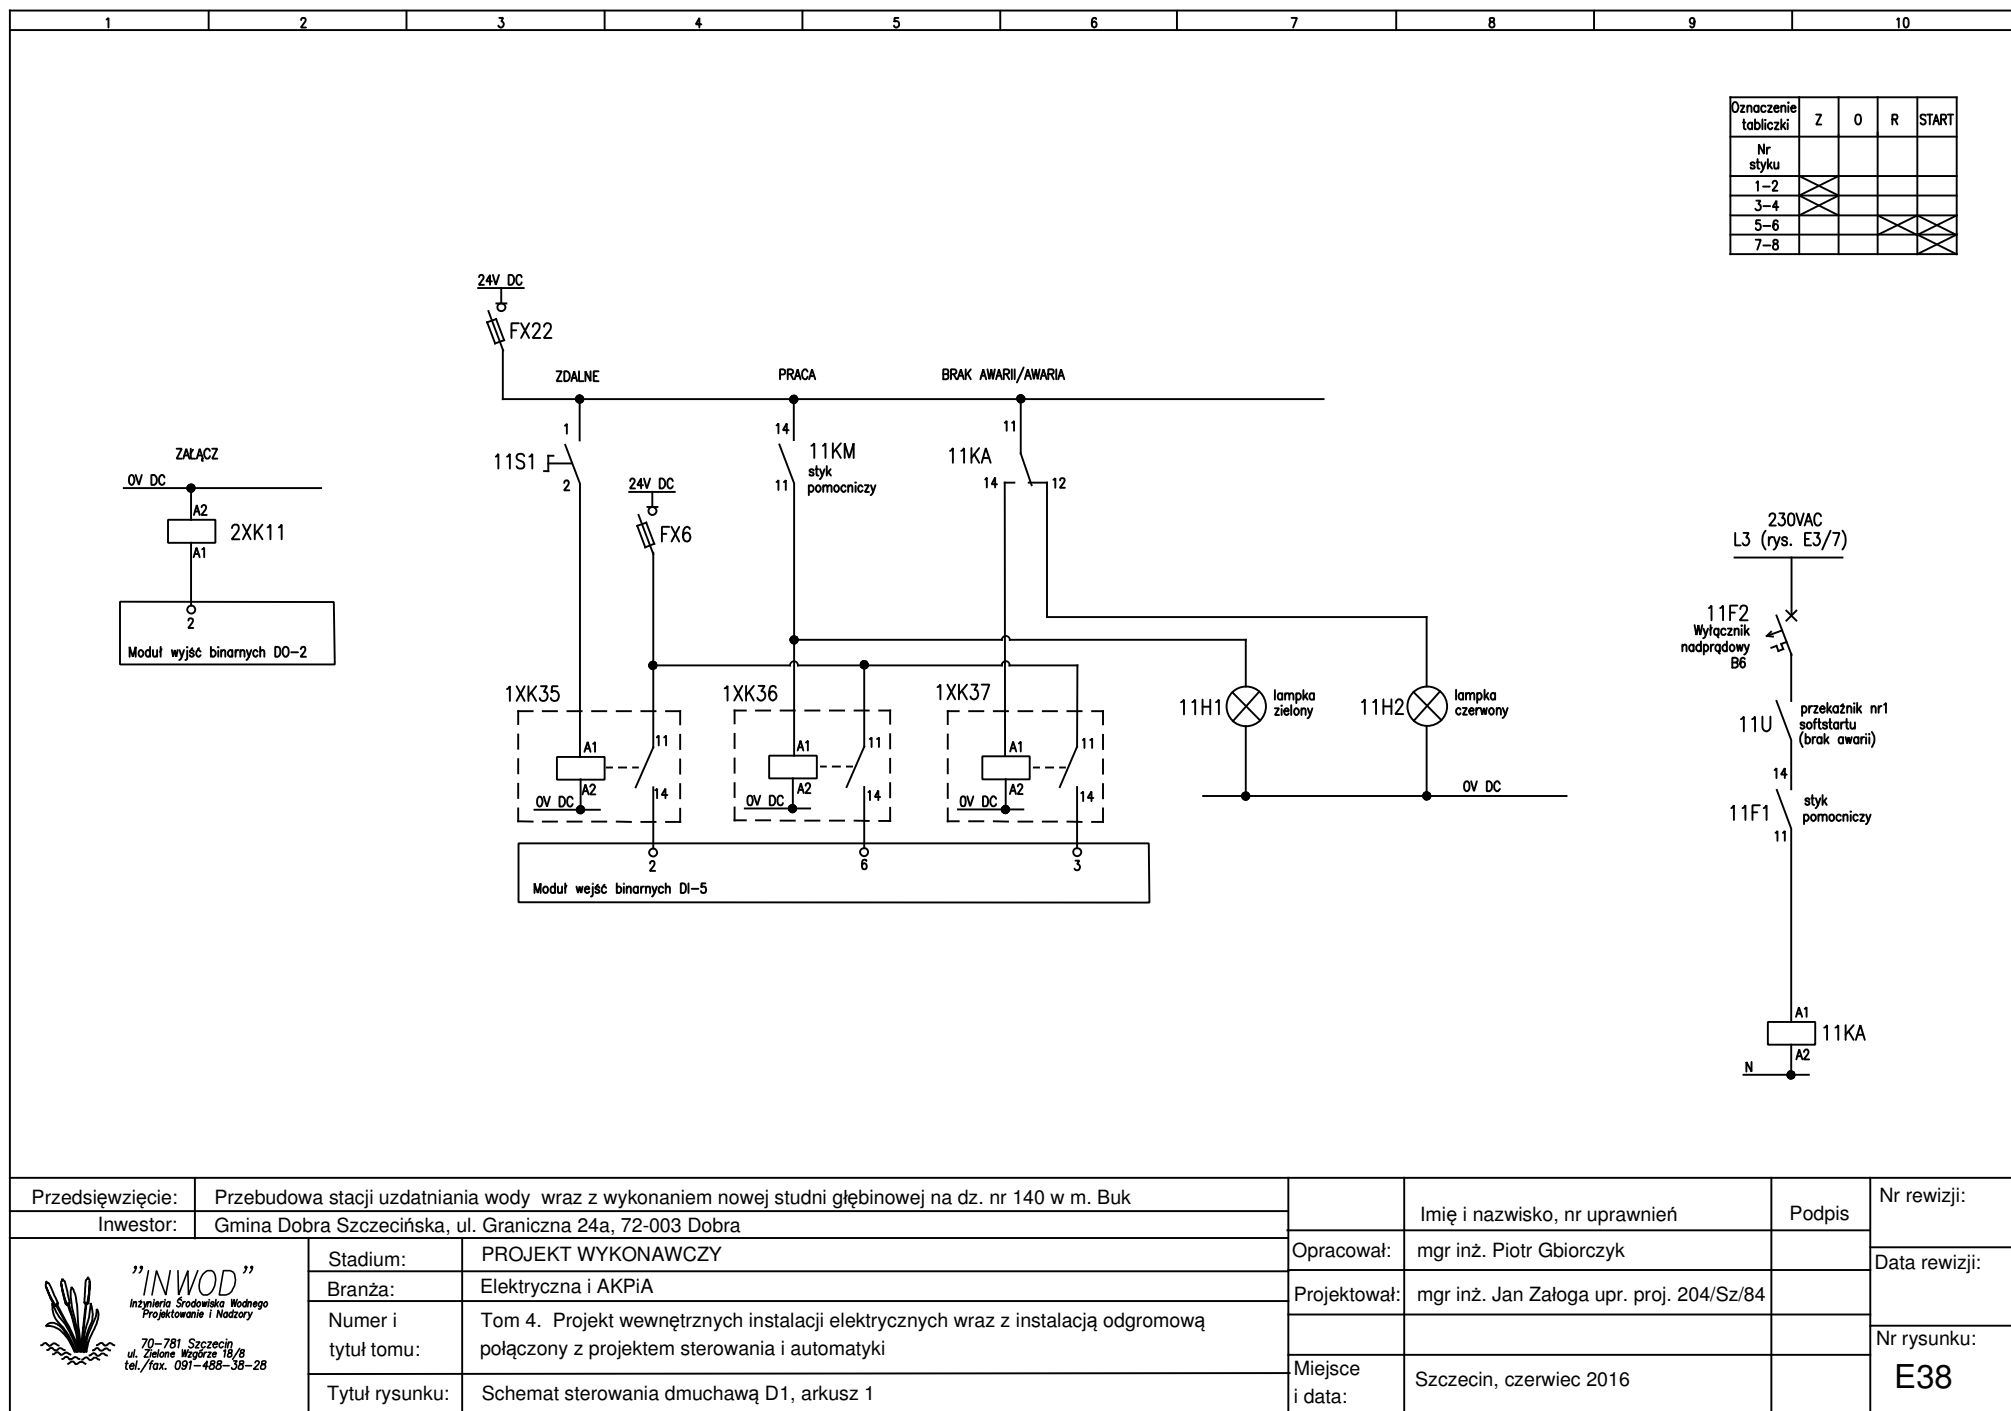 1 2 3 4 5 6 7 8 9 10
Oznaczenie tabliczki Z O R START
Nr styku
1-2
3-4
5-6
7-8
24V DC
FX22
ZDALNE
PRACA
BRAK AWARII/AWARIA
1
11S1
2
14
11KM
styk
pomocniczy
11
11
11KA
14
12
ZAŁĄCZ
0V DC
A2
2XK11
A1
2
Moduł wyjść binarnych DO-2
24V DC
FX6
1XK35
A1
A2
0V DC
11
14
1XK36
A1
A2
0V DC
11
14
1XK37
A1
A2
0V DC
11
14
2
6
3
Moduł wejść binarnych DI-5
11H1
lampka
zielony
11H2
lampka
czerwony
0V DC
230VAC
L3 (rys. E3/7)
11F2
Wyłącznik
nadprądowy
B6
11U
przekaźnik nr1
softstartu
(brak awarii)
14
11F1
styk
pomocniczy
11
A1
11KA
A2
N
Przedsięwzięcie: Przebudowa stacji uzdatniania wody wraz z wykonaniem nowej studni głębinowej na dz. nr 140 w m. Buk
Inwestor: Gmina Dobra Szczecińska, ul. Graniczna 24a, 72-003 Dobra
"INWOD"
Inżynieria Środowiska Wodnego
Projektowanie i Nadzory
70-781 Szczecin
ul. Zielone Wzgórze 18/8
tel./fax. 091-488-38-28
Stadium: PROJEKT WYKONAWCZY
Branża: Elektryczna i AKPiA
Numer i
tytuł tomu:
Tom 4. Projekt wewnętrznych instalacji elektrycznych wraz z instalacją odgromową
połączony z projektem sterowania i automatyki
Tytuł rysunku: Schemat sterowania dmuchawą D1, arkusz 1
Imię i nazwisko, nr uprawnień Podpis
Opracował: mgr inż. Piotr Gbiorczyk
Projektował: mgr inż. Jan Załoga upr. proj. 204/Sz/84
Miejsce
i data:
Szczecin, czerwiec 2016
Nr rewizji:
Data rewizji:
Nr rysunku:
E38